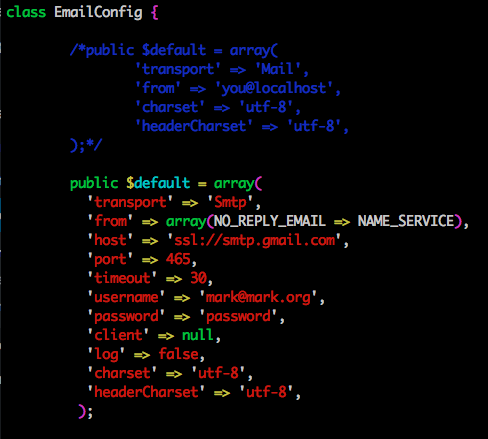 class EmailConfig {
/*public $default = array(
'transport' => 'Mail',
'from' => 'you@localhost',
'charset' => 'utf-8',
'headerCharset' => 'utf-8',
);*/
public $default = array(
'transport' => 'Smtp',
'from' => array(NO_REPLY_EMAIL => NAME_SERVICE),
'host' => 'ssl://smtp.gmail.com',
'port' => 465,
'timeout' => 30,
'username' => 'mark@mark.org',
'password' => 'password',
'client' => null,
'log' => false,
'charset' => 'utf-8',
'headerCharset' => 'utf-8',
);